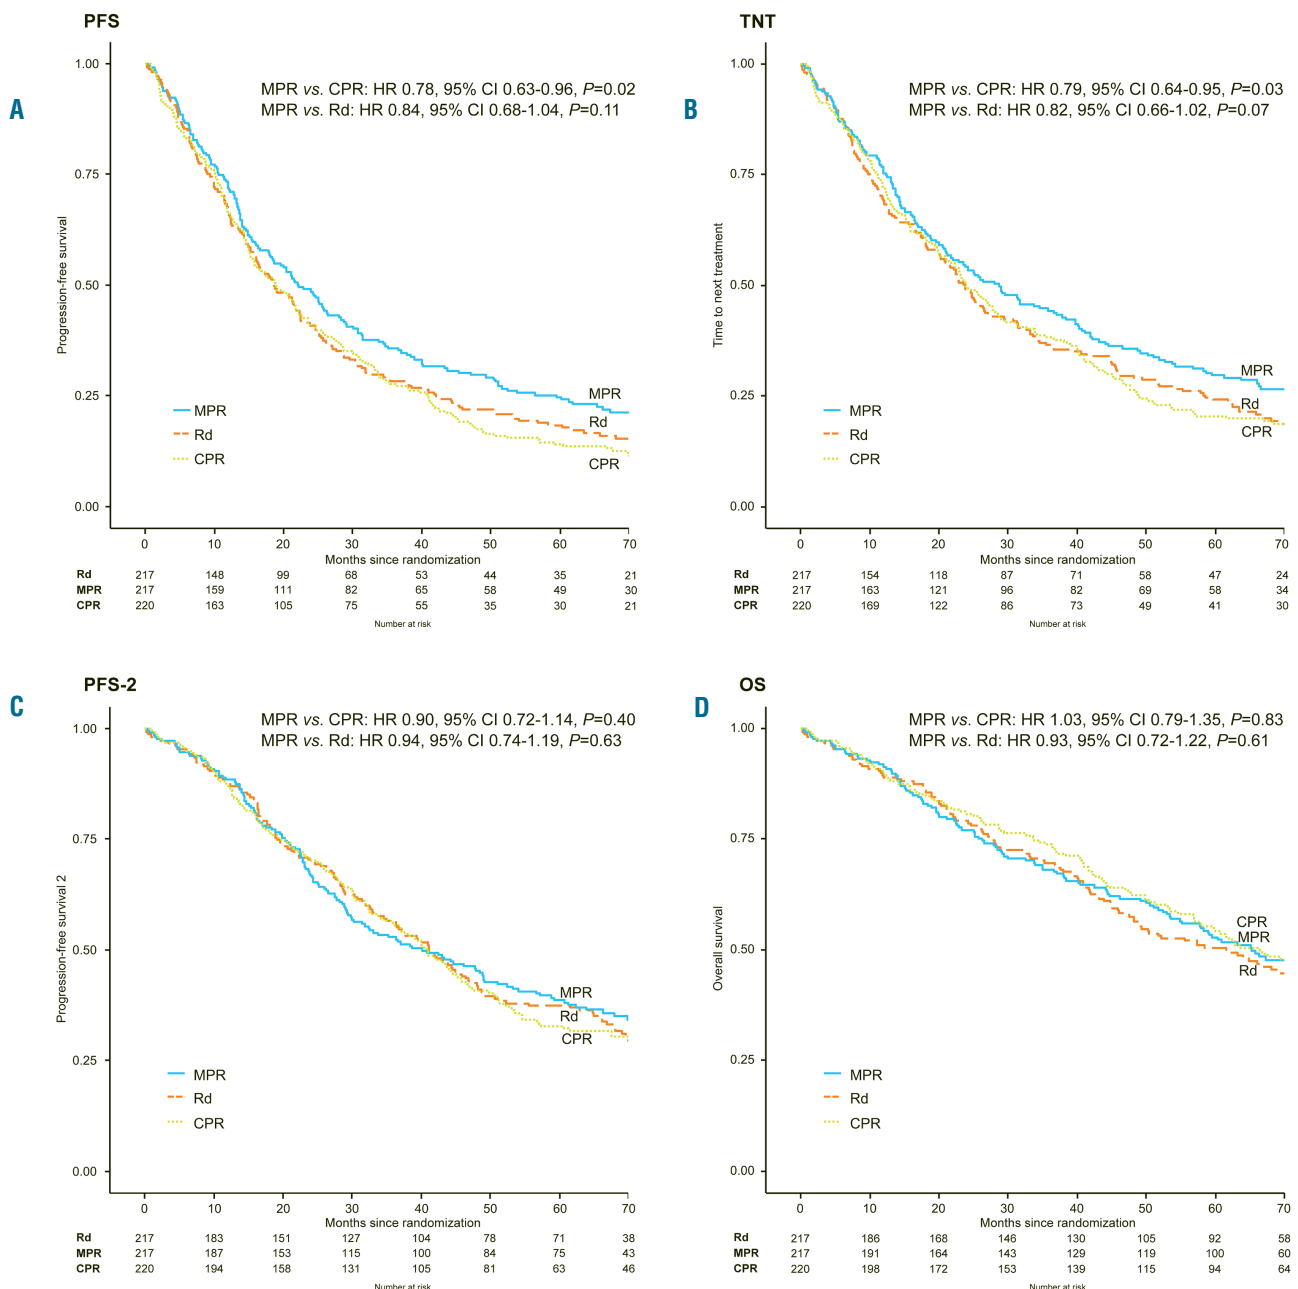 PFS
A
MPR vs. CPR: HR 0.78, 95% CI 0.63-0.96, P=0.02
MPR vs. Rd: HR 0.84, 95% CI 0.68-1.04, P=0.11
Progression-free survival
1.00
0.75
0.50
0.25
0.00
MPR
Rd
CPR
MPR
Rd
CPR
0 10 20 30 40 50 60 70
Months since randomization
Rd 217 148 99 68 53 44 35 21
MPR 217 159 111 82 65 58 49 30
CPR 220 163 105 75 55 35 30 21
Number at risk
TNT
B
MPR vs. CPR: HR 0.79, 95% CI 0.64-0.95, P=0.03
MPR vs. Rd: HR 0.82, 95% CI 0.66-1.02, P=0.07
Time to next treatment
1.00
0.75
0.50
0.25
0.00
MPR
Rd
CPR
MPR
Rd
CPR
0 10 20 30 40 50 60 70
Months since randomization
Rd 217 154 118 87 71 58 47 24
MPR 217 163 121 96 82 69 58 34
CPR 220 169 122 86 73 49 41 30
Number at risk
PFS-2
C
MPR vs. CPR: HR 0.90, 95% CI 0.72-1.14, P=0.40
MPR vs. Rd: HR 0.94, 95% CI 0.74-1.19, P=0.63
Progression-free survival 2
1.00
0.75
0.50
0.25
0.00
MPR
Rd
CPR
MPR
Rd
CPR
0 10 20 30 40 50 60 70
Months since randomization
Rd 217 183 151 127 104 78 71 38
MPR 217 187 153 115 100 84 75 43
CPR 220 194 158 131 105 81 63 46
Number at risk
OS
D
MPR vs. CPR: HR 1.03, 95% CI 0.79-1.35, P=0.83
MPR vs. Rd: HR 0.93, 95% CI 0.72-1.22, P=0.61
Overall survival
1.00
0.75
0.50
0.25
0.00
CPR
MPR
Rd
MPR
Rd
CPR
0 10 20 30 40 50 60 70
Months since randomization
Rd 217 186 168 146 130 105 92 58
MPR 217 191 164 143 129 119 100 60
CPR 220 198 172 153 139 115 94 64
Number at risk